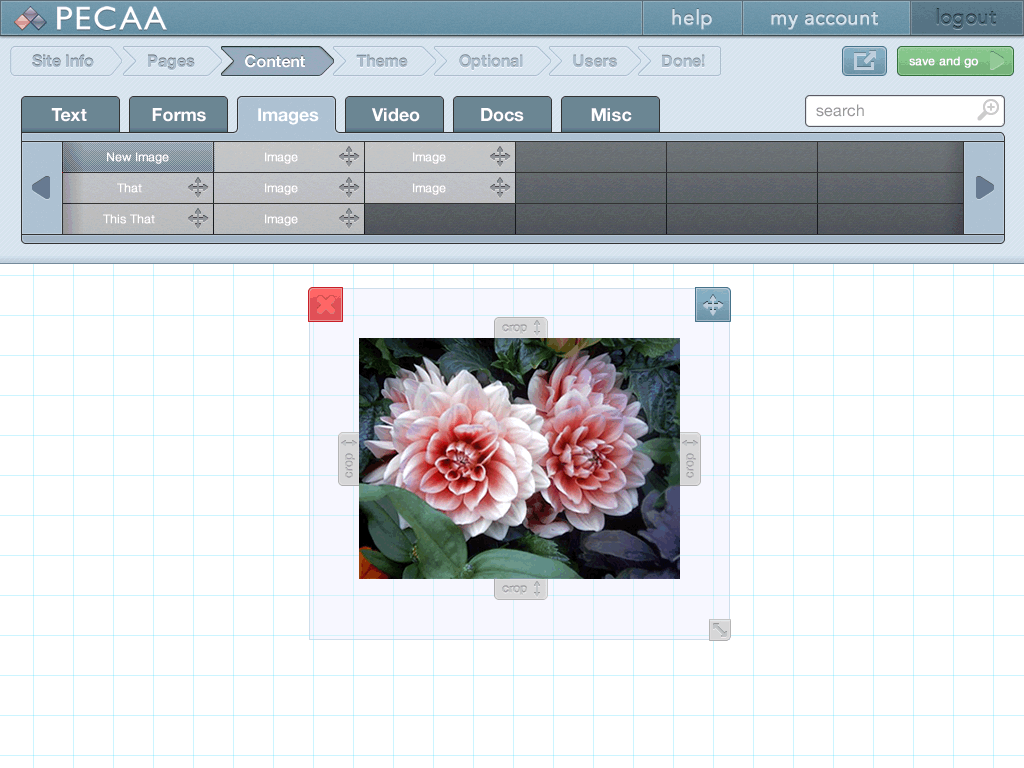 PECAA help my account logout
Site Info Pages Content Theme Optional Users Done! save and go
Text Forms Images Video Docs Misc search
New Image Image Image
That Image Image
This That Image
crop
crop crop
crop